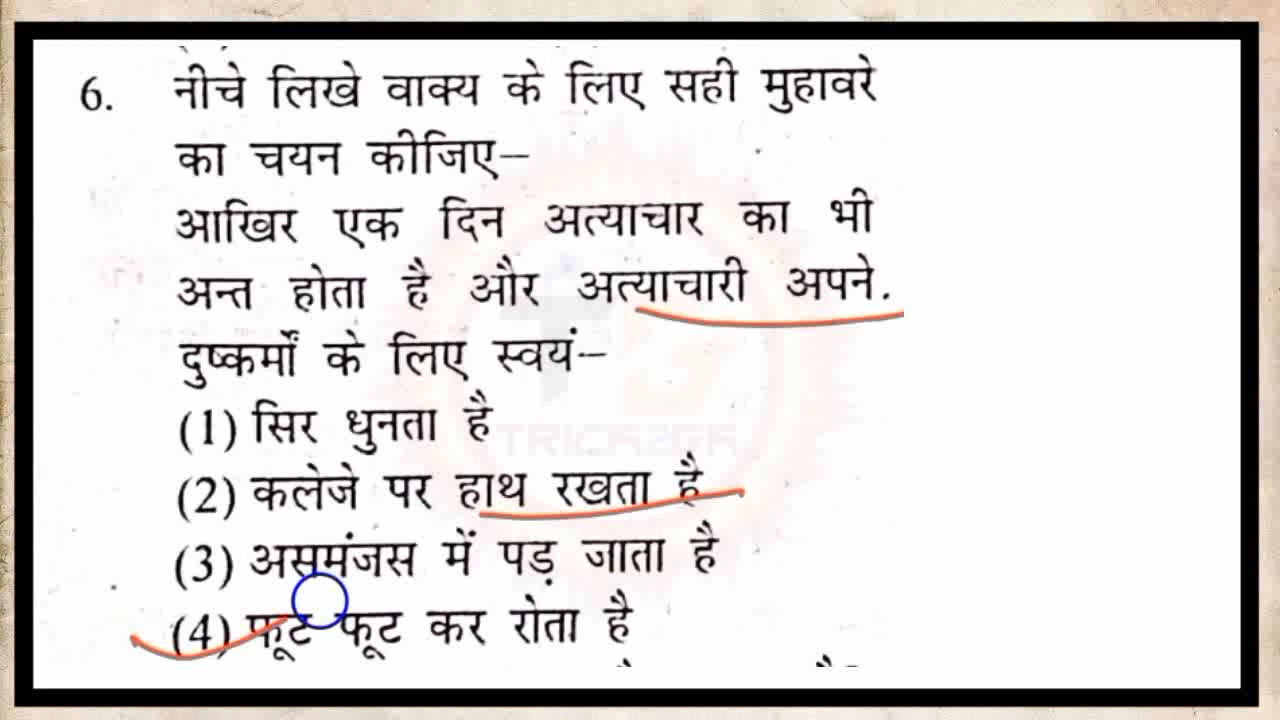 6. नीचे लिखे वाक्य के लिए सही मुहावरे
का चयन कीजिए–
आखिर एक दिन अत्याचार का भी
अन्त होता है और अत्याचारी अपने.
दुष्कर्मों के लिए स्वयं–
(1) सिर धुनता है
(2) कलेजे पर हाथ रखता है
(3) असमंजस में पड़ जाता है
(4) फूट फूट कर रोता है